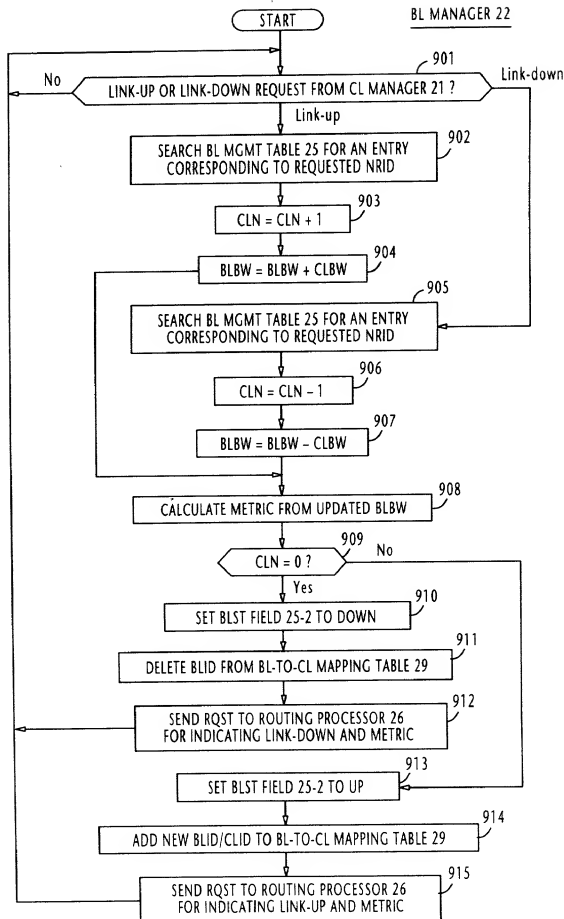 BL MANAGER 22
START
901
No
LINK-UP OR LINK-DOWN REQUEST FROM CL MANAGER 21 ?
Link-down
Link-up
902
SEARCH BL MGMT TABLE 25 FOR AN ENTRY
CORRESPONDING TO REQUESTED NRID
903
CLN = CLN + 1
904
BLBW = BLBW + CLBW
905
SEARCH BL MGMT TABLE 25 FOR AN ENTRY
CORRESPONDING TO REQUESTED NRID
906
CLN = CLN – 1
907
BLBW = BLBW – CLBW
908
CALCULATE METRIC FROM UPDATED BLBW
909
CLN = 0 ?
No
Yes
910
SET BLST FIELD 25-2 TO DOWN
911
DELETE BLID FROM BL-TO-CL MAPPING TABLE 29
912
SEND RQST TO ROUTING PROCESSOR 26
FOR INDICATING LINK-DOWN AND METRIC
913
SET BLST FIELD 25-2 TO UP
914
ADD NEW BLID/CLID TO BL-TO-CL MAPPING TABLE 29
915
SEND RQST TO ROUTING PROCESSOR 26
FOR INDICATING LINK-UP AND METRIC